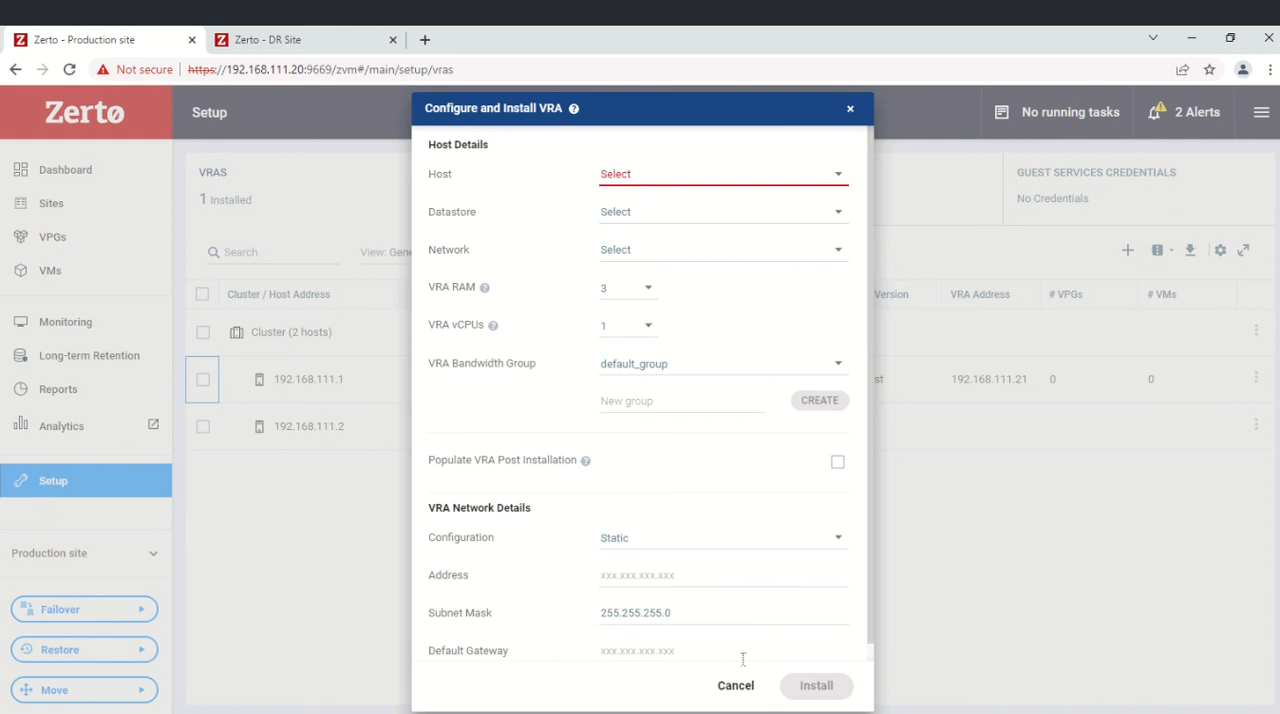 Zerto - Production site
Zerto - DR Site
Not secure https://192.168.111.20:9669/zvm#/main/setup/vras
Zerto
Setup
Configure and Install VRA
No running tasks
2 Alerts
Dashboard
Sites
VPGs
VMs
Monitoring
Long-term Retention
Reports
Analytics
Setup
Production site
Failover
Restore
Move
VRAS
1 Installed
GUEST SERVICES CREDENTIALS
No Credentials
Search
View: Gene
Cluster / Host Address
Version
VRA Address
# VPGs
# VMs
Cluster (2 hosts)
192.168.111.1
st
192.168.111.21
0
0
192.168.111.2
Host Details
Host Select
Datastore Select
Network Select
VRA RAM 3
VRA vCPUs 1
VRA Bandwidth Group default_group
New group CREATE
Populate VRA Post Installation
VRA Network Details
Configuration Static
Address xxx.xxx.xxx.xxx
Subnet Mask 255.255.255.0
Default Gateway xxx.xxx.xxx.xxx
Cancel Install